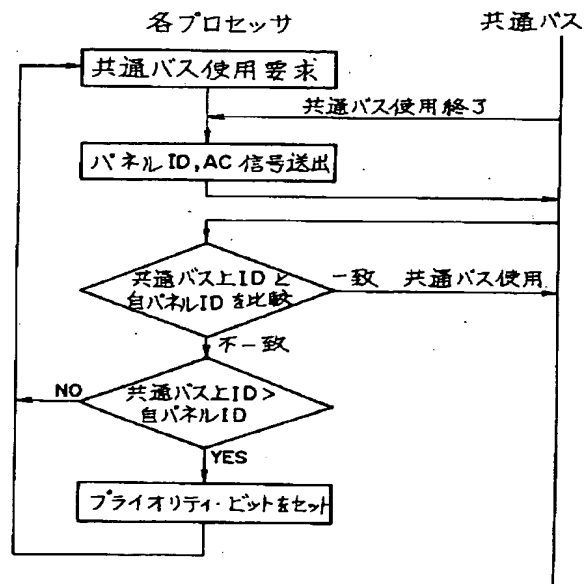 各プロセッサ
共通バス
共通バス使用要求
共通バス使用終了
パネルID,AC信号送出
共通バス上IDと
自パネルIDを比較
一致 共通バス使用
不一致
NO
共通バス上ID>
自パネルID
YES
プライオリティ・ビットをセット